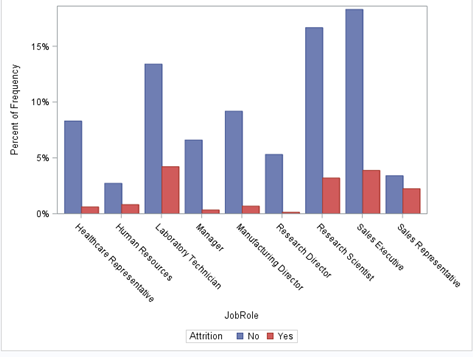 Percent of Frequency
15%
10%
5%
0%
Healthcare Representative
Human Resources
Laboratory Technician
Manager
Manufacturing Director
Research Director
Research Scientist
Sales Executive
Sales Representative
JobRole
Attrition No Yes